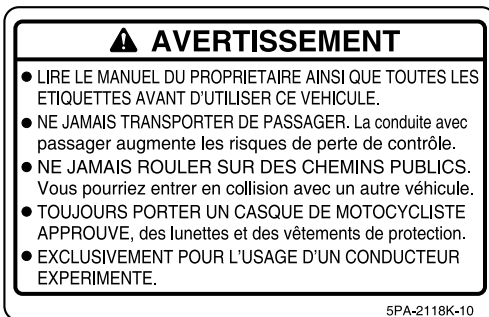 ⚠ AVERTISSEMENT
● LIRE LE MANUEL DU PROPRIETAIRE AINSI QUE TOUTES LES
ETIQUETTES AVANT D'UTILISER CE VEHICULE.
● NE JAMAIS TRANSPORTER DE PASSAGER. La conduite avec
passager augmente les risques de perte de contrôle.
● NE JAMAIS ROULER SUR DES CHEMINS PUBLICS.
Vous pourriez entrer en collision avec un autre véhicule.
● TOUJOURS PORTER UN CASQUE DE MOTOCYCLISTE
APPROUVE, des lunettes et des vêtements de protection.
● EXCLUSIVEMENT POUR L'USAGE D'UN CONDUCTEUR
EXPERIMENTE.
5PA-2118K-10